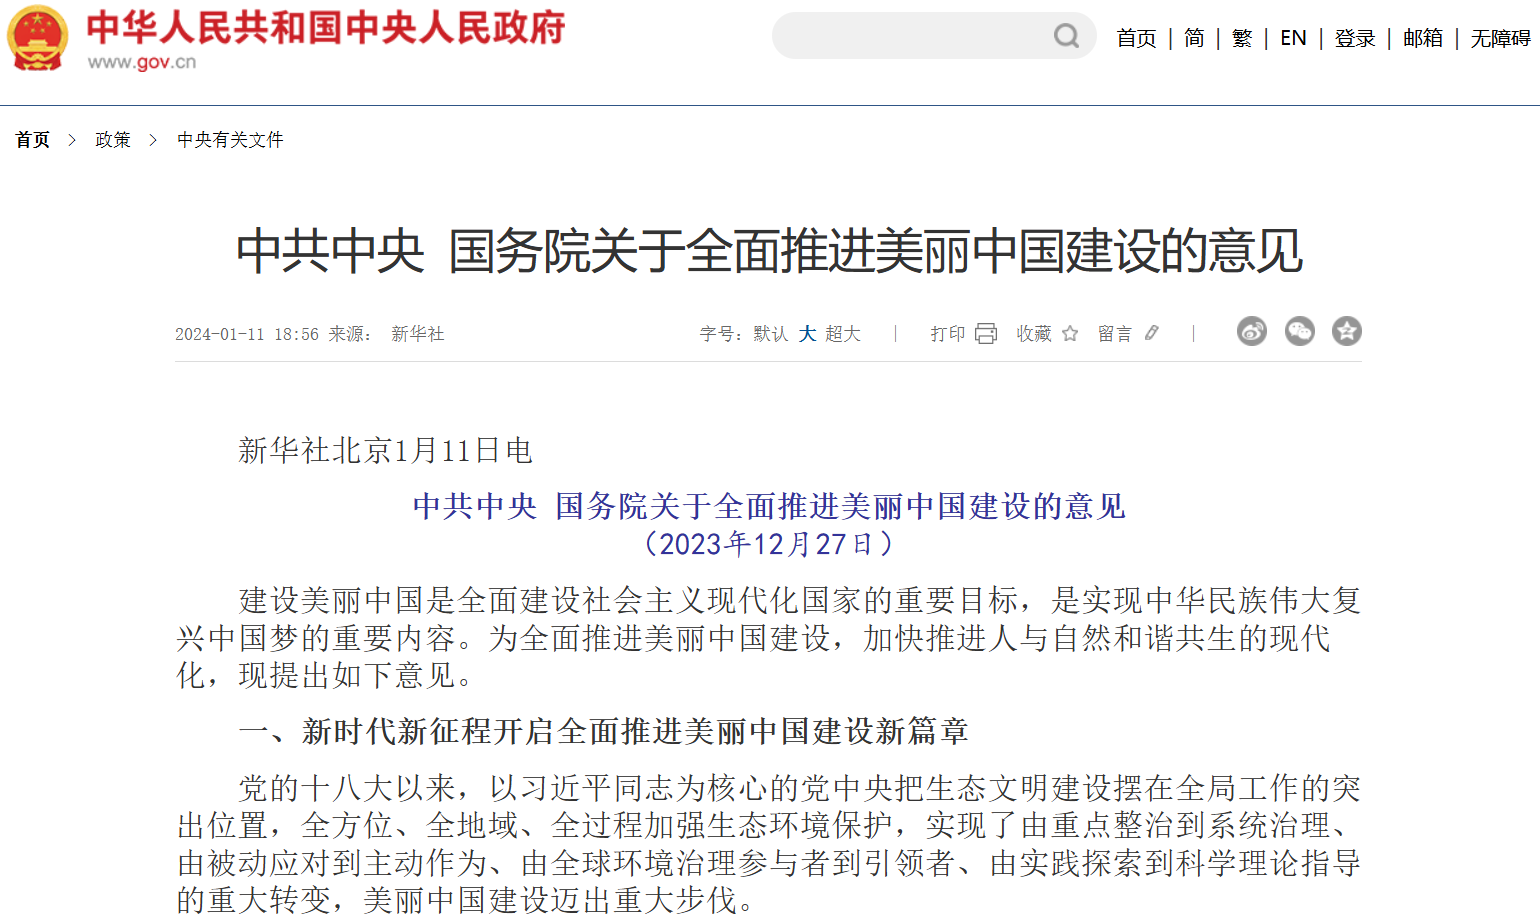 中华人民共和国中央人民政府
www.gov.cn
首页 | 简 | 繁 | EN | 登录 | 邮箱 | 无障碍
首页 > 政策 > 中央有关文件
中共中央 国务院关于全面推进美丽中国建设的意见
2024-01-11 18:56 来源： 新华社
字号：默认 大 超大 | 打印 收藏 留言 |
新华社北京1月11日电
中共中央 国务院关于全面推进美丽中国建设的意见
（2023年12月27日）
建设美丽中国是全面建设社会主义现代化国家的重要目标，是实现中华民族伟大复
兴中国梦的重要内容。为全面推进美丽中国建设，加快推进人与自然和谐共生的现代
化，现提出如下意见。
一、新时代新征程开启全面推进美丽中国建设新篇章
党的十八大以来，以习近平同志为核心的党中央把生态文明建设摆在全局工作的突
出位置，全方位、全地域、全过程加强生态环境保护，实现了由重点整治到系统治理、
由被动应对到主动作为、由全球环境治理参与者到引领者、由实践探索到科学理论指导
的重大转变，美丽中国建设迈出重大步伐。